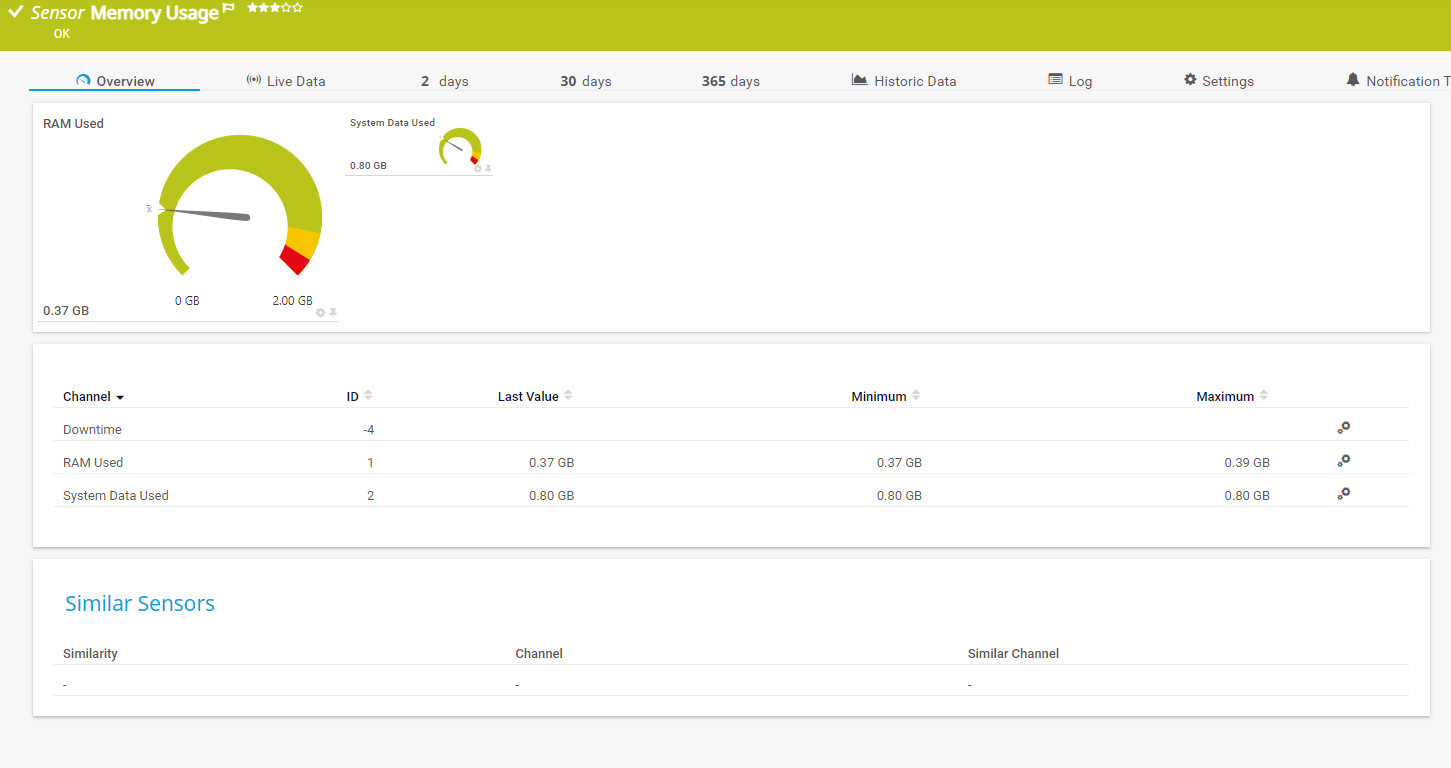 Sensor Memory Usage
OK
Overview
Live Data
2 days
30 days
365 days
Historic Data
Log
Settings
Notification T
RAM Used
x̄
0 GB
2.00 GB
0.37 GB
System Data Used
0.80 GB
Channel ID Last Value Minimum Maximum
Downtime -4
RAM Used 1 0.37 GB 0.37 GB 0.39 GB
System Data Used 2 0.80 GB 0.80 GB 0.80 GB
Similar Sensors
Similarity Channel Similar Channel
- - -